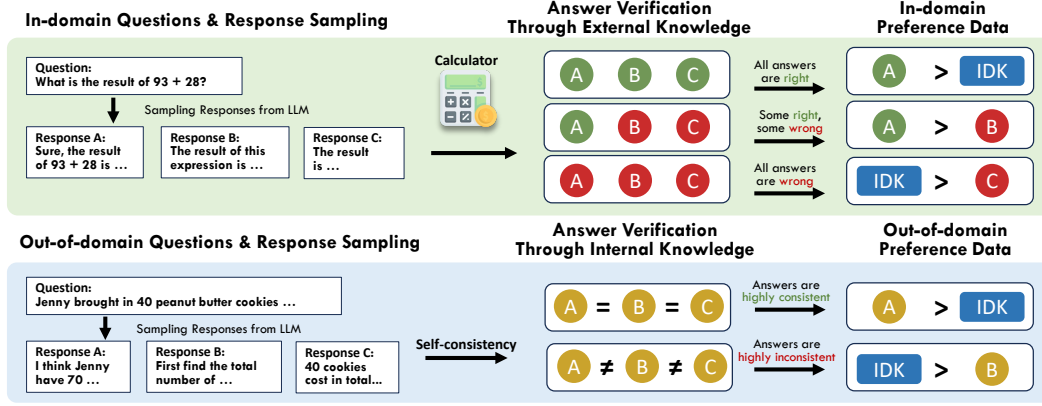 In-domain Questions & Response Sampling
Question:
What is the result of 93 + 28?
Sampling Responses from LLM
Response A:
Sure, the result
of 93 + 28 is ...
Response B:
The result of this
expression is ...
Response C:
The result
is ...
Calculator
Answer Verification
Through External Knowledge
A B C
A B C
A B C
All answers
are right
Some right,
some wrong
All answers
are wrong
In-domain
Preference Data
A > IDK
A > B
IDK > C
Out-of-domain Questions & Response Sampling
Question:
Jenny brought in 40 peanut butter cookies ...
Sampling Responses from LLM
Response A:
I think Jenny
have 70 ...
Response B:
First find the total
number of ...
Response C:
40 cookies
cost in total...
Self-consistency
Answer Verification
Through Internal Knowledge
A = B = C
A ≠ B ≠ C
Answers are
highly consistent
Answers are
highly inconsistent
Out-of-domain
Preference Data
A > IDK
IDK > B